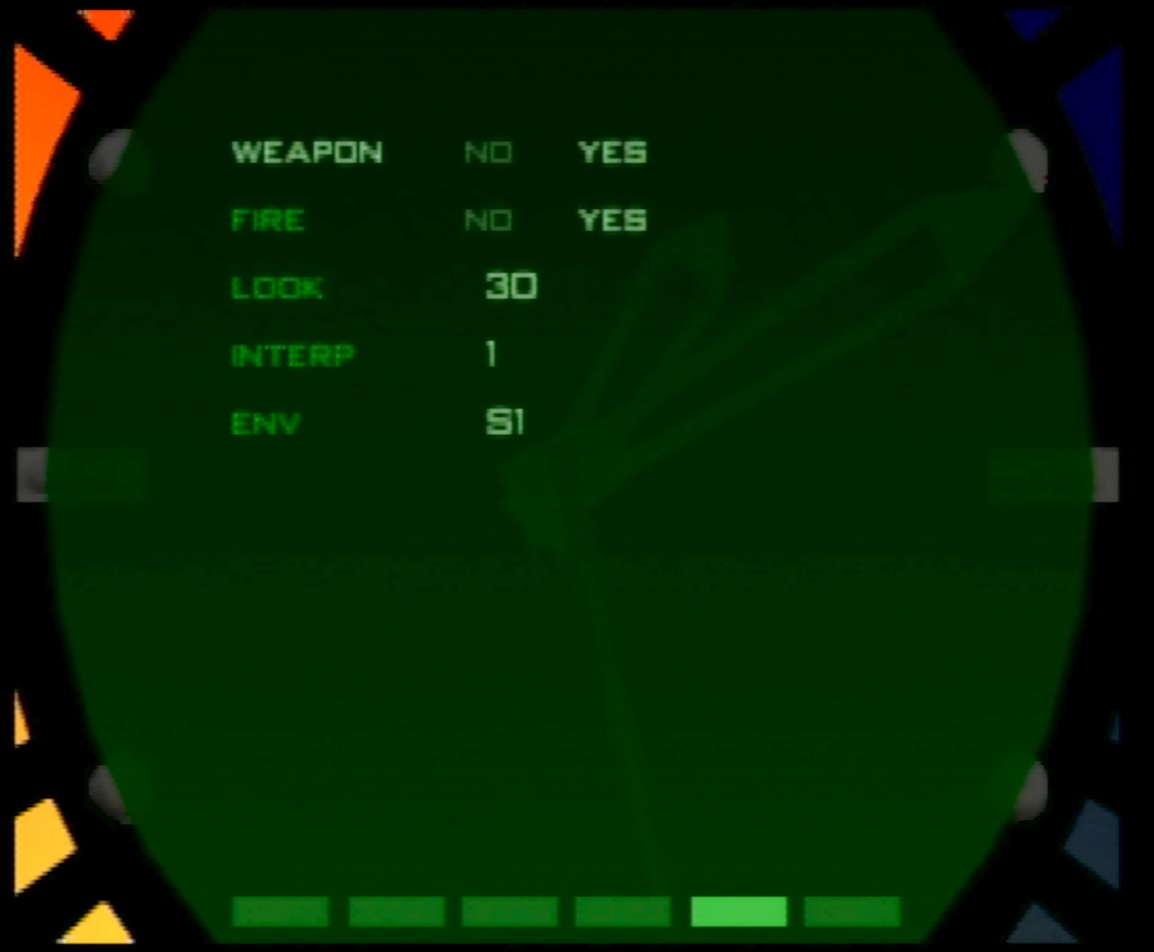 WEAPON NO YES
FIRE NO YES
LOOK 30
INTERP 1
ENV S1